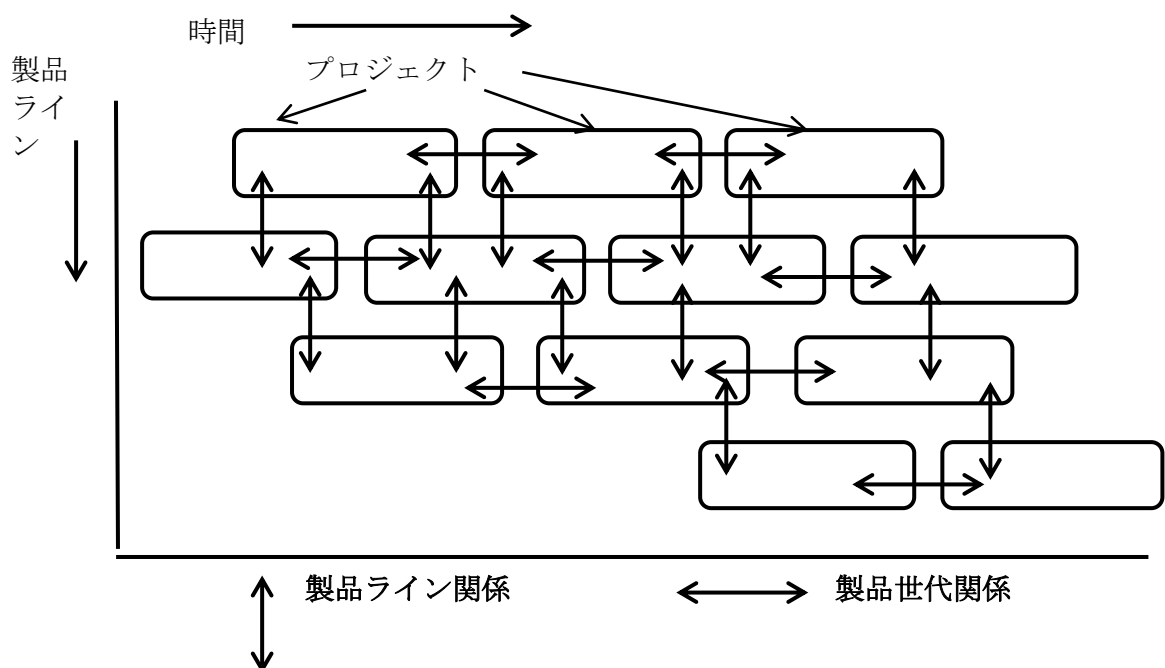 時間
製品
ライ
ン
プロジェクト
製品ライン関係
製品世代関係